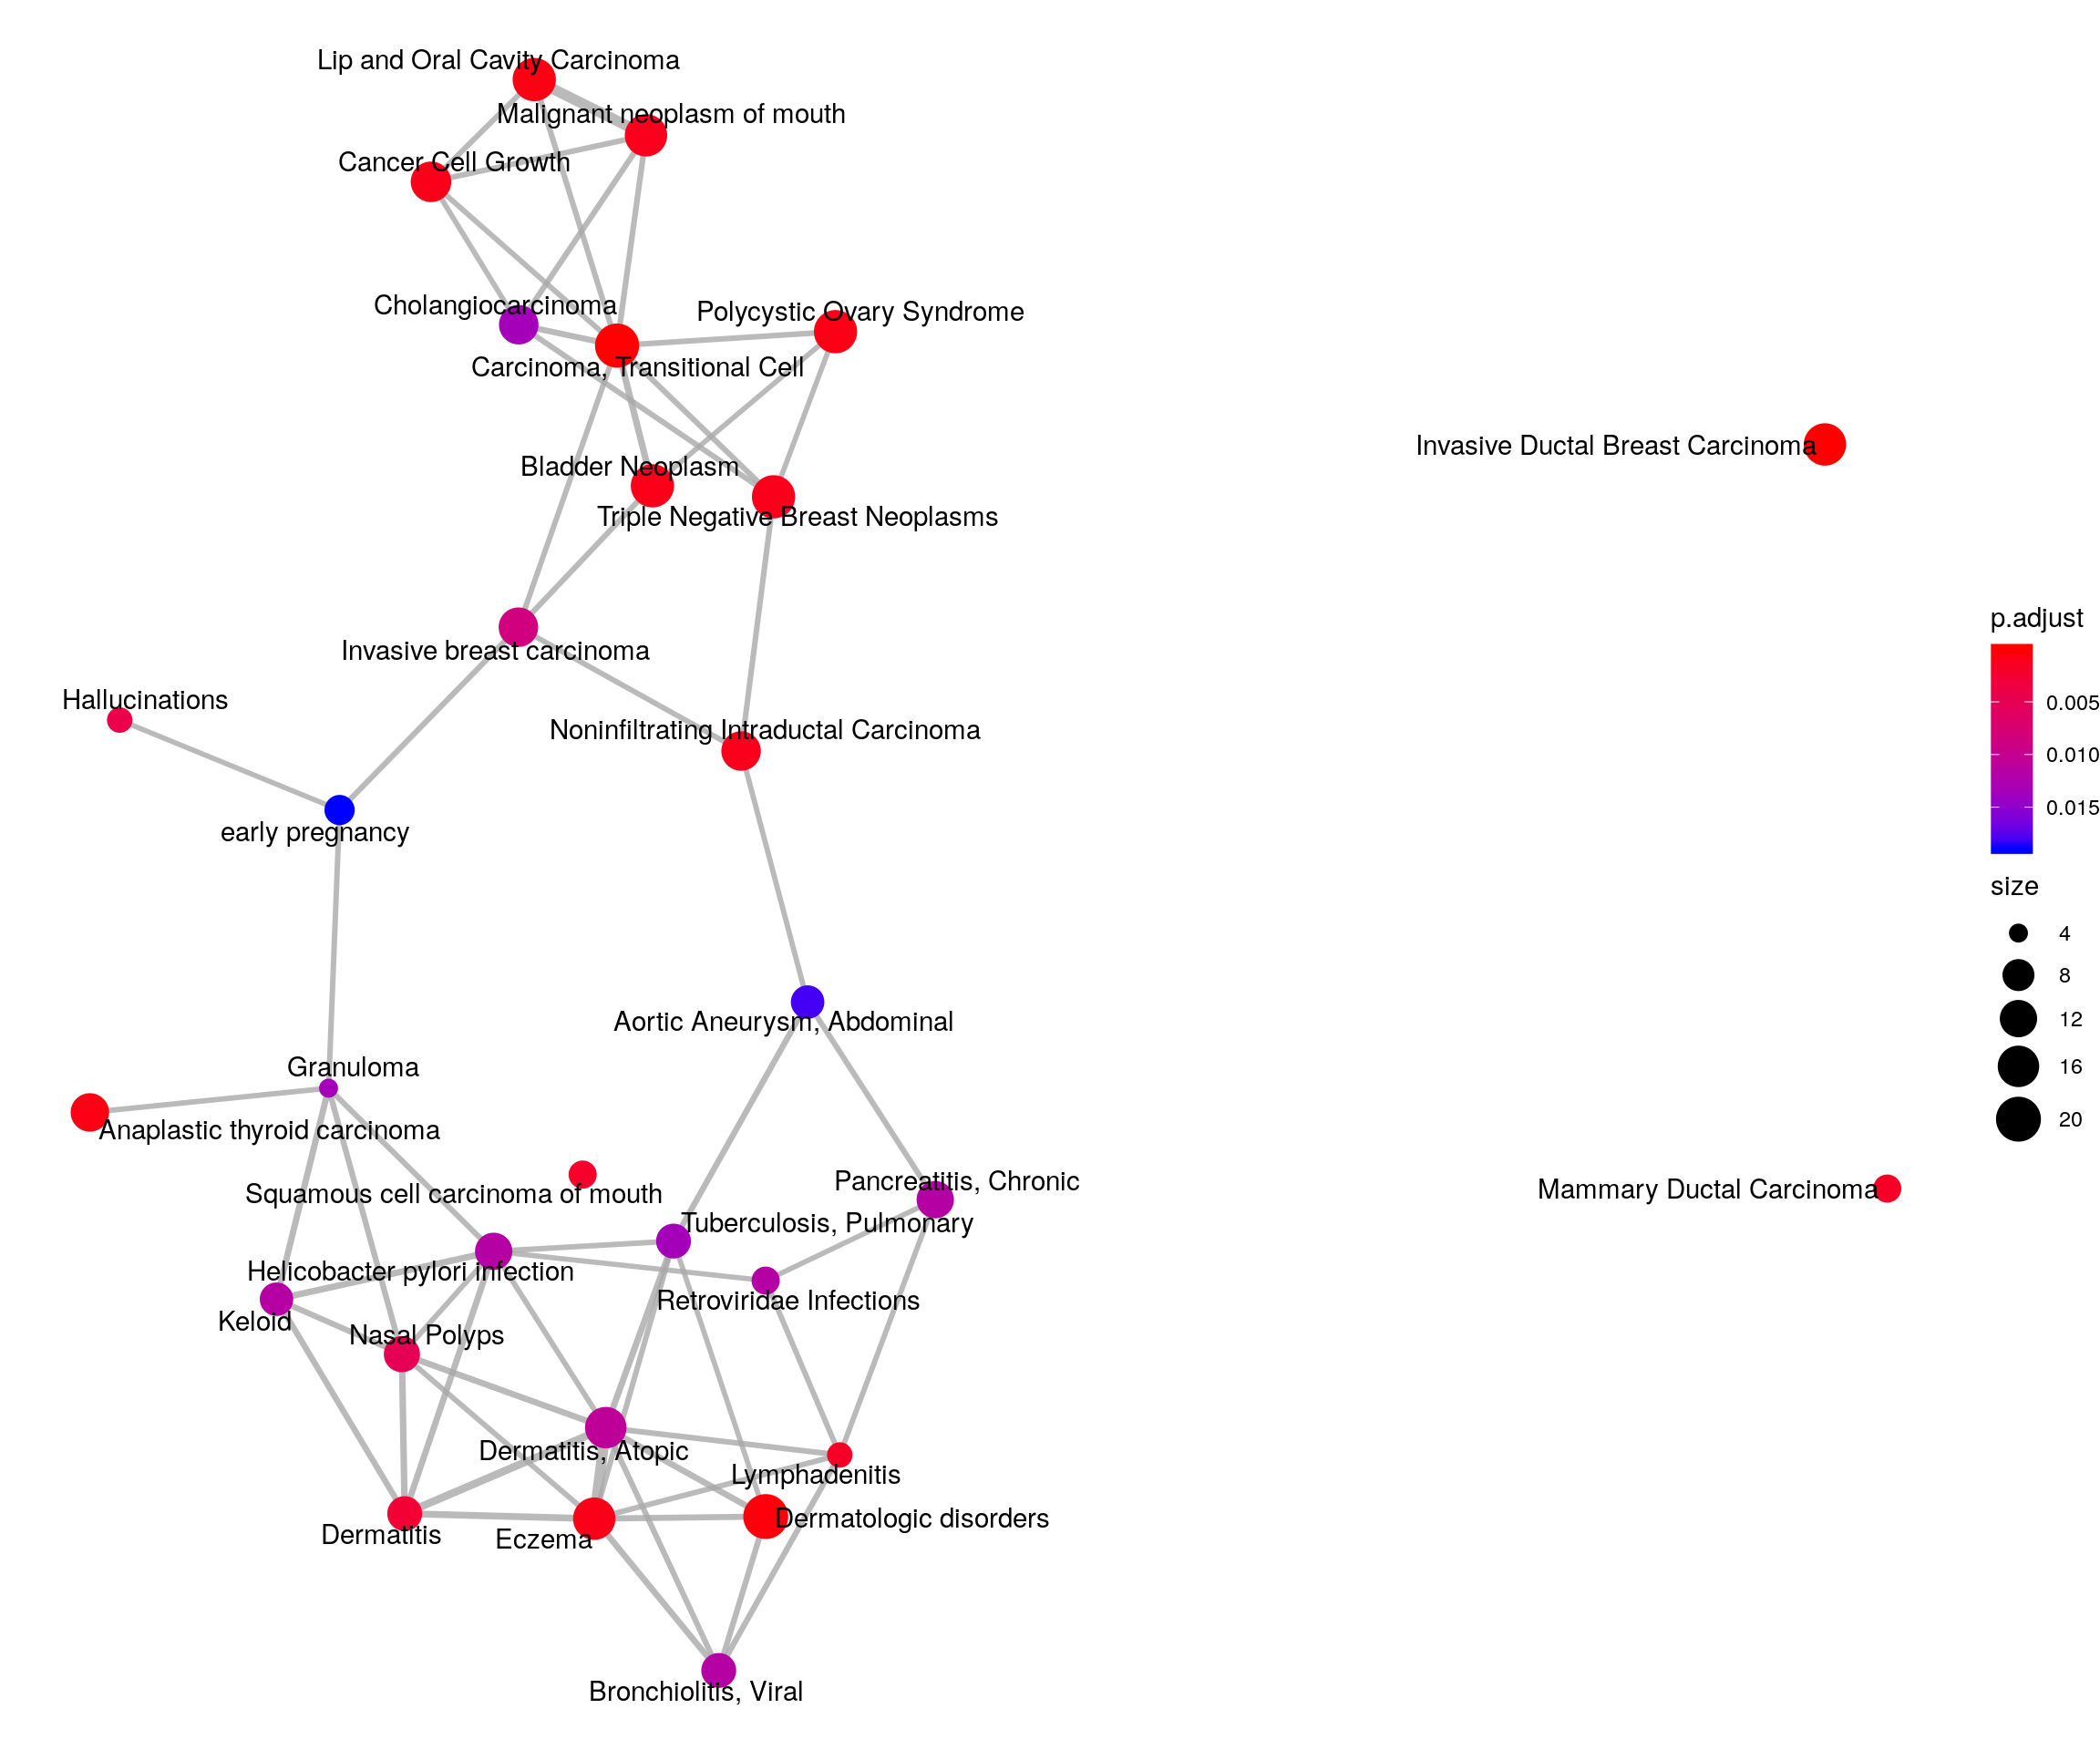 Lip and Oral Cavity Carcinoma
Malignant neoplasm of mouth
Cancer Cell Growth
Cholangiocarcinoma
Polycystic Ovary Syndrome
Carcinoma, Transitional Cell
Invasive Ductal Breast Carcinoma
Bladder Neoplasm
Triple Negative Breast Neoplasms
Invasive breast carcinoma
Hallucinations
Noninfiltrating Intraductal Carcinoma
early pregnancy
Aortic Aneurysm, Abdominal
Granuloma
Anaplastic thyroid carcinoma
Squamous cell carcinoma of mouth
Pancreatitis, Chronic
Mammary Ductal Carcinoma
Tuberculosis, Pulmonary
Helicobacter pylori infection
Retroviridae Infections
Keloid
Nasal Polyps
Dermatitis, Atopic
Lymphadenitis
Dermatologic disorders
Dermatitis
Eczema
Bronchiolitis, Viral
p.adjust
0.005
0.010
0.015
size
4
8
12
16
20